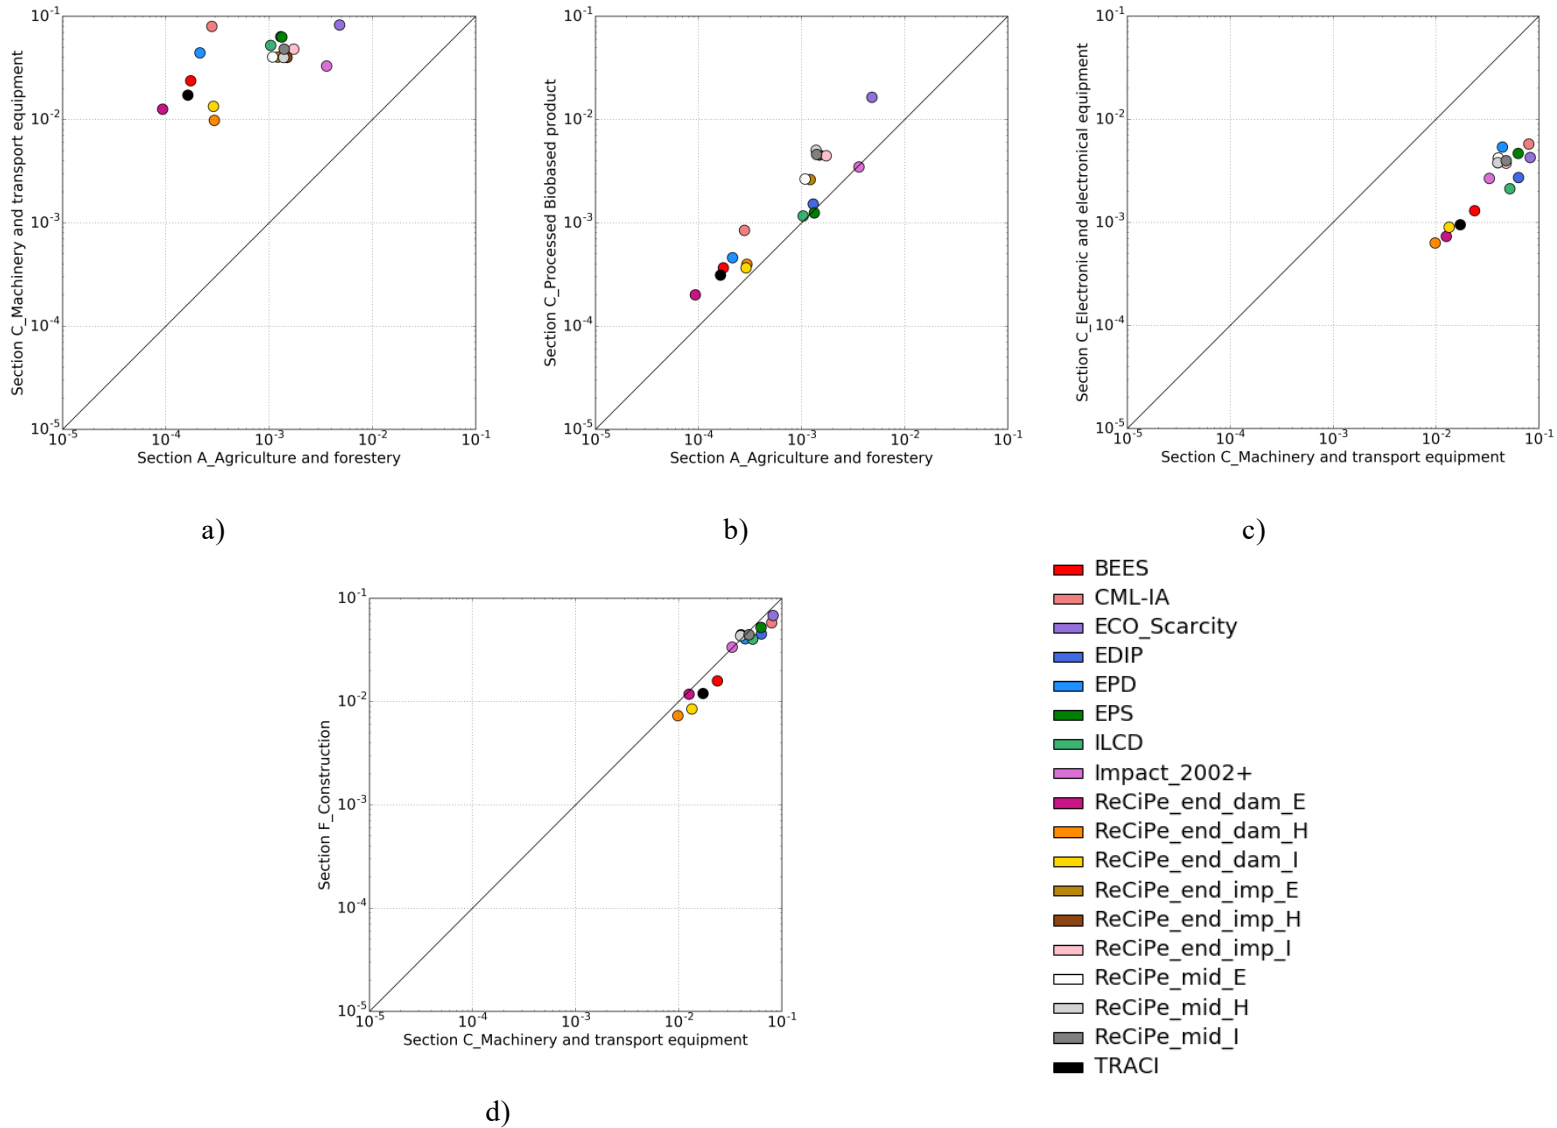 10^-1
10^-2
10^-3
10^-4
10^-5
10^-5 10^-4 10^-3 10^-2 10^-1
Section C_Machinery and transport equipment
Section A_Agriculture and forestery
a)
10^-1
10^-2
10^-3
10^-4
10^-5
10^-5 10^-4 10^-3 10^-2 10^-1
Section C_Processed Biobased product
Section A_Agriculture and forestery
b)
10^-1
10^-2
10^-3
10^-4
10^-5
10^-5 10^-4 10^-3 10^-2 10^-1
Section C_Electronic and electronical equipment
Section C_Machinery and transport equipment
c)
10^-1
10^-2
10^-3
10^-4
10^-5
10^-5 10^-4 10^-3 10^-2 10^-1
Section F_Construction
Section C_Machinery and transport equipment
d)
BEES
CML-IA
ECO_Scarcity
EDIP
EPD
EPS
ILCD
Impact_2002+
ReCiPe_end_dam_E
ReCiPe_end_dam_H
ReCiPe_end_dam_I
ReCiPe_end_imp_E
ReCiPe_end_imp_H
ReCiPe_end_imp_I
ReCiPe_mid_E
ReCiPe_mid_H
ReCiPe_mid_I
TRACI